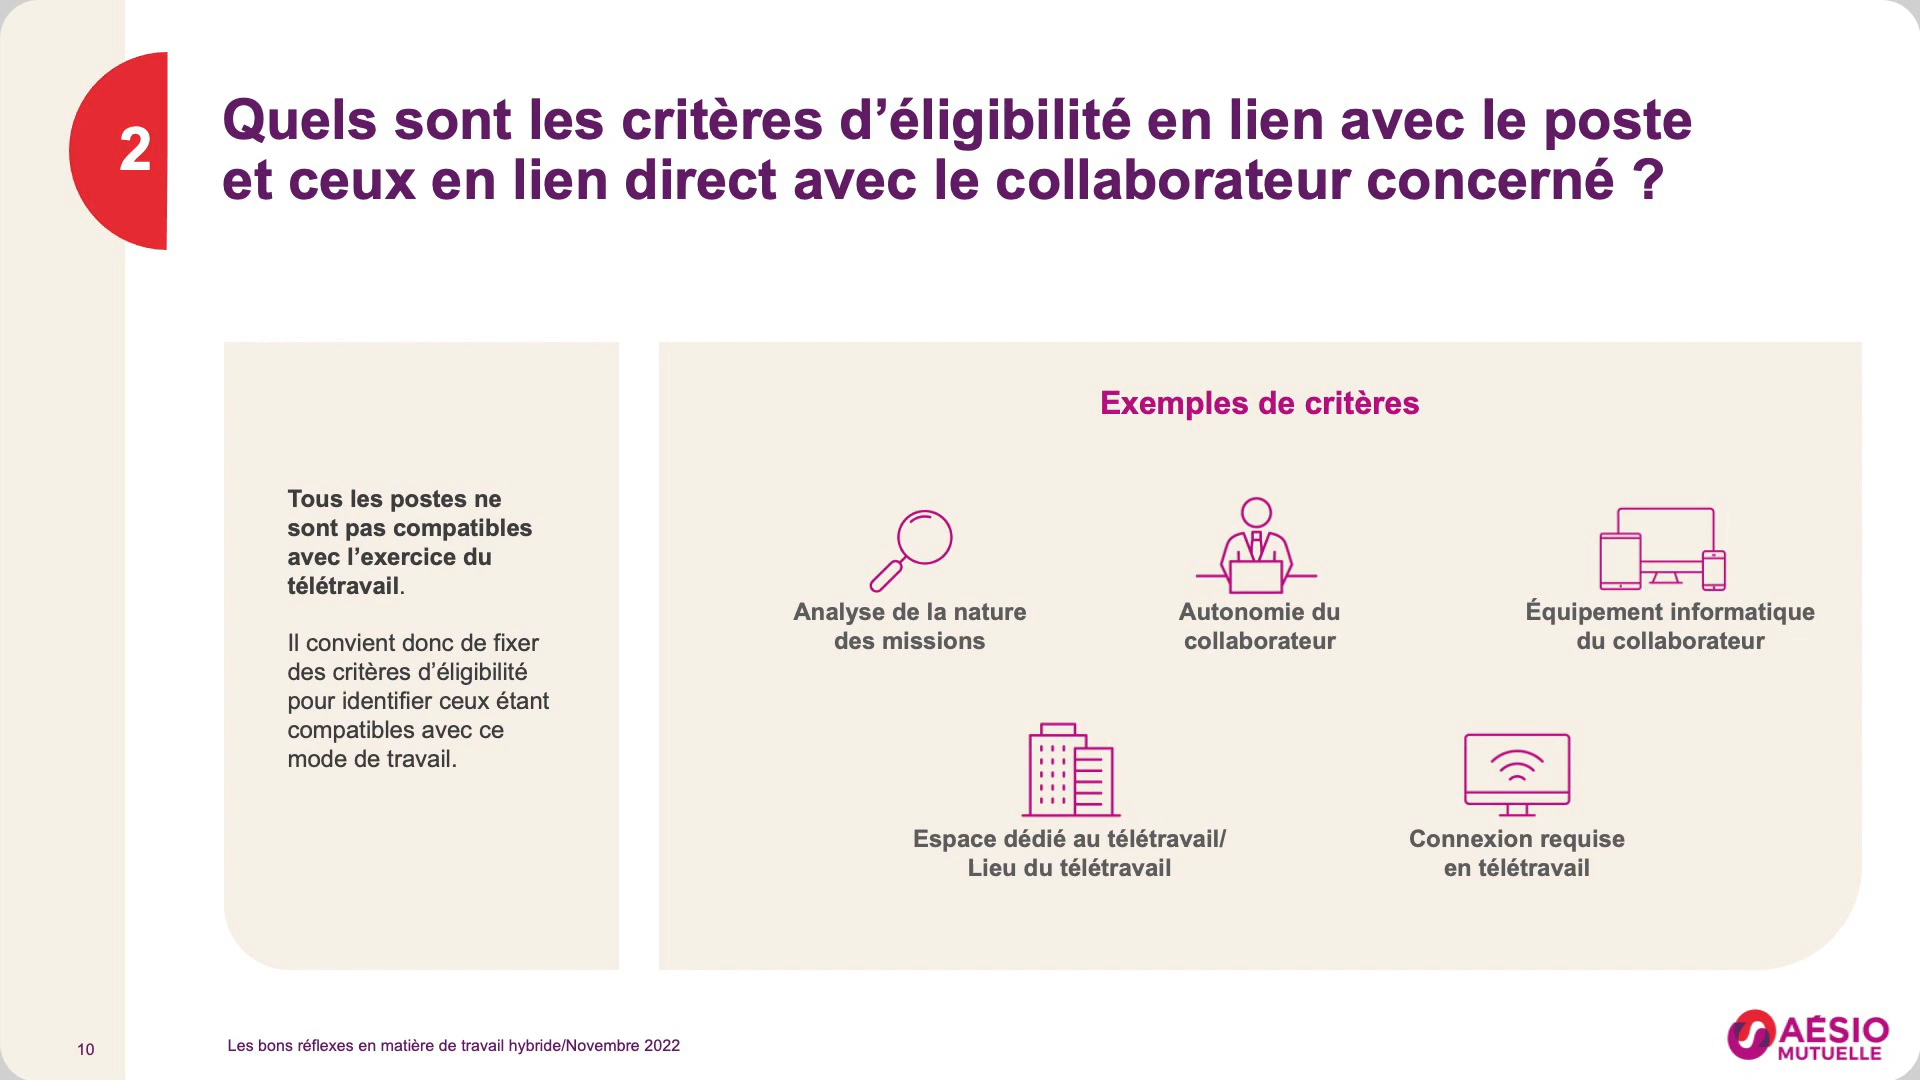 2
Quels sont les critères d’éligibilité en lien avec le poste
et ceux en lien direct avec le collaborateur concerné ?
Tous les postes ne
sont pas compatibles
avec l’exercice du
télétravail.
Il convient donc de fixer
des critères d’éligibilité
pour identifier ceux étant
compatibles avec ce
mode de travail.
Exemples de critères
Analyse de la nature
des missions
Autonomie du
collaborateur
Équipement informatique
du collaborateur
Espace dédié au télétravail/
Lieu du télétravail
Connexion requise
en télétravail
10
Les bons réflexes en matière de travail hybride/Novembre 2022
AÉSIO
MUTUELLE